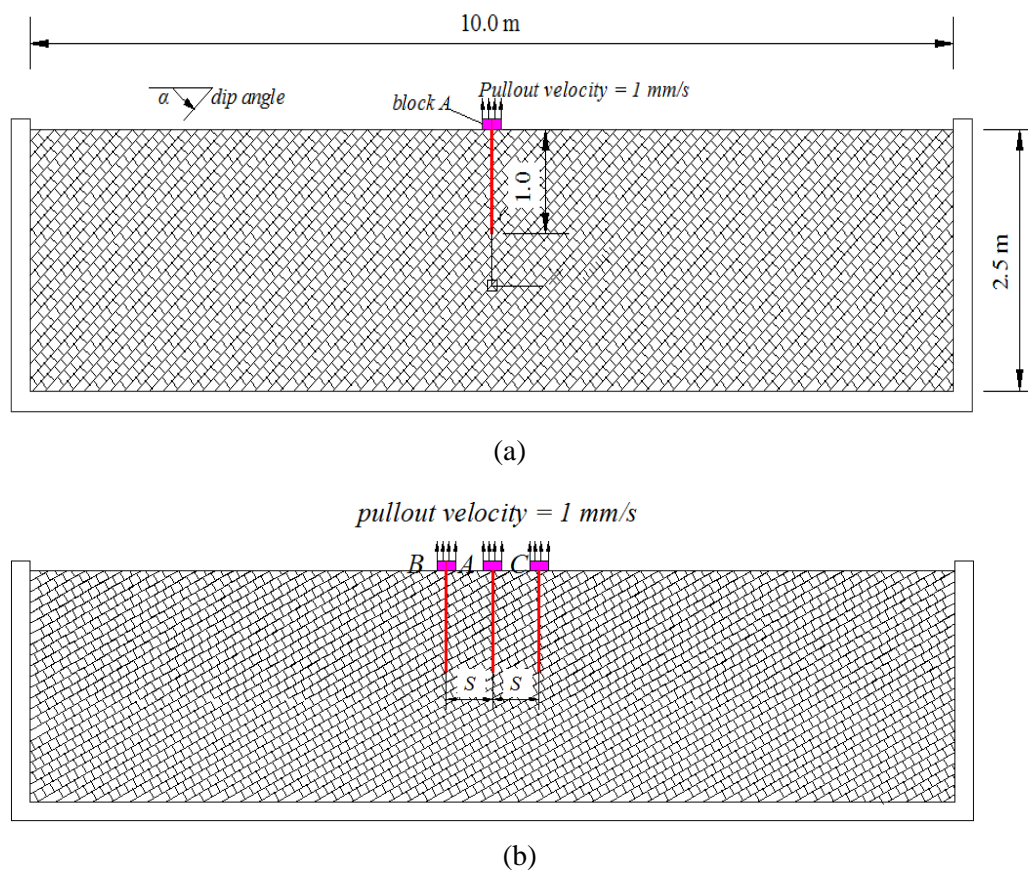 10.0 m
α dip angle
block A
Pullout velocity = 1 mm/s
1.0
2.5 m
(a)
pullout velocity = 1 mm/s
B A C
S S
(b)